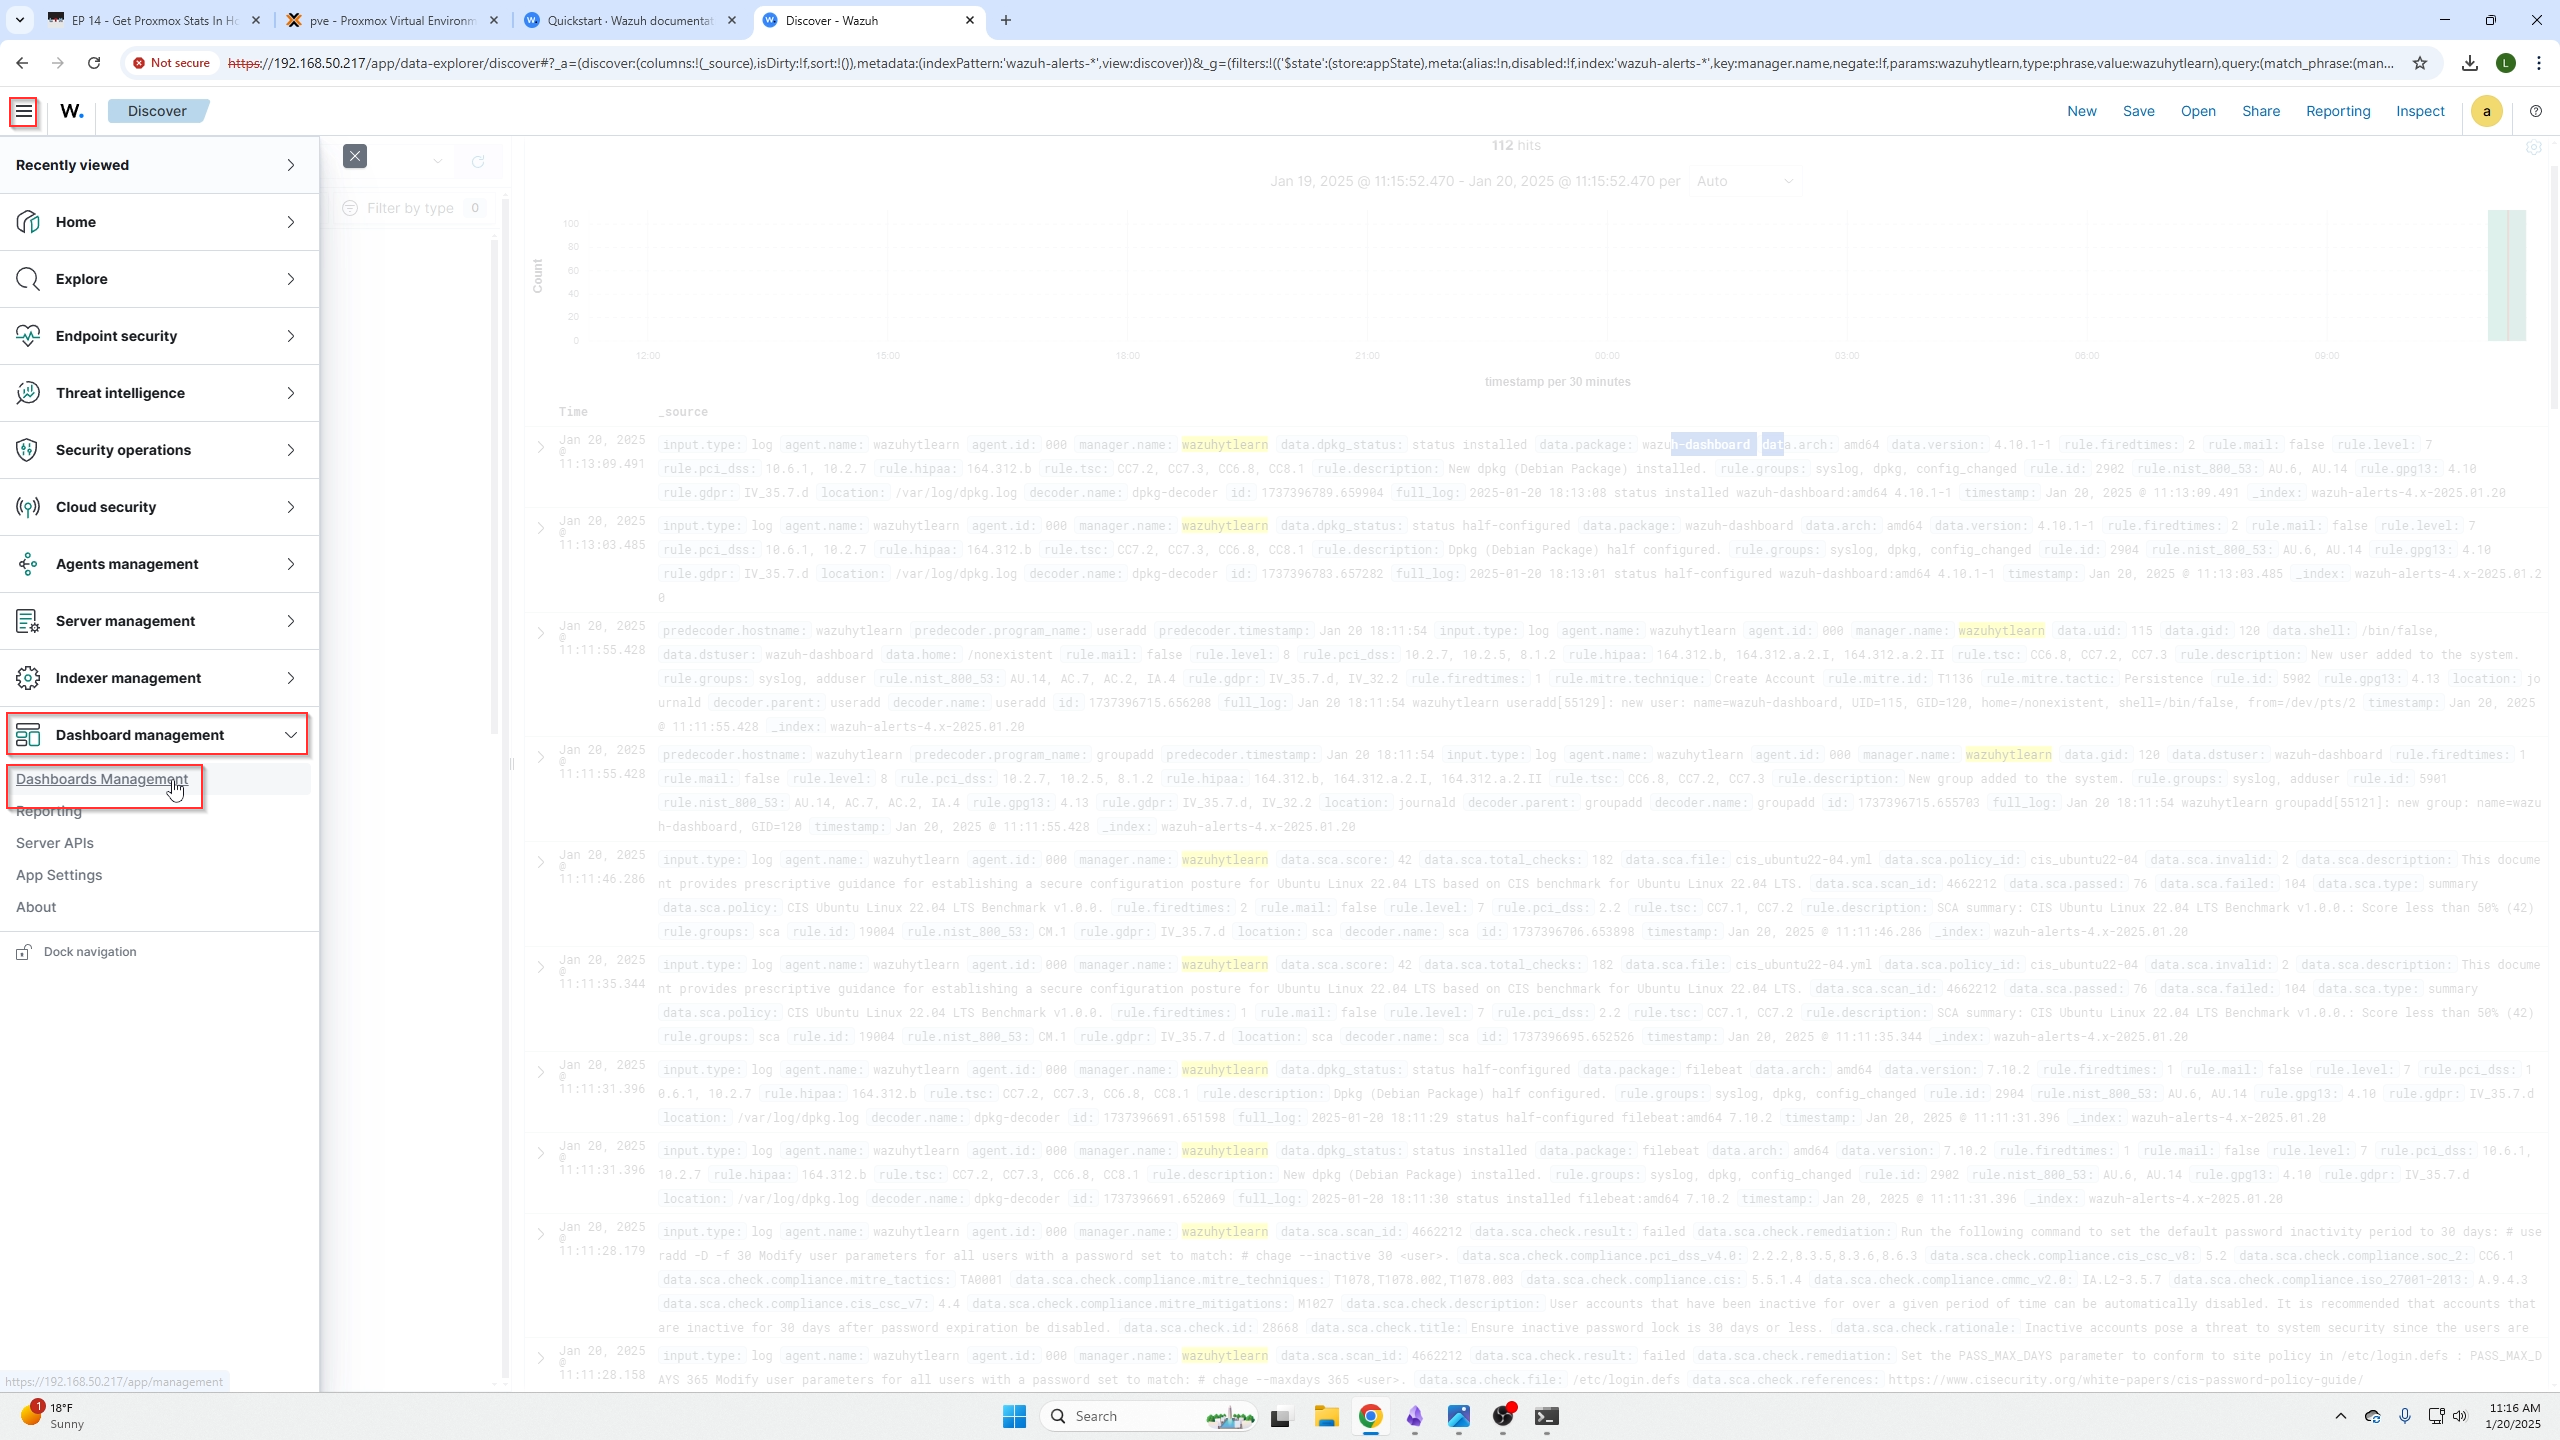 EP 14 - Get Proxmox Stats In Ho
pve - Proxmox Virtual Environm
Quickstart · Wazuh documentat
Discover - Wazuh
Not secure
https://192.168.50.217/app/data-explorer/discover#?_a=(discover:(columns:!(_source),isDirty:!f,sort:!()),metadata:(indexPattern:'wazuh-alerts-*',view:discover))&_g=(filters:!(('$state':(store:appState),meta:(alias:!n,disabled:!f,index:'wazuh-alerts-*',key:manager.name,negate:!f,params:wazuhytlearn,type:phrase,value:wazuhytlearn),query:(match_phrase:(man...
L
W.
Discover
New
Save
Open
Share
Reporting
Inspect
a
Recently viewed
Home
Explore
Endpoint security
Threat intelligence
Security operations
Cloud security
Agents management
Server management
Indexer management
Dashboard management
Dashboards Management
Reporting
Server APIs
App Settings
About
Dock navigation
https://192.168.50.217/app/management
Filter by type 0
112 hits
Jan 19, 2025 @ 11:15:52.470 - Jan 20, 2025 @ 11:15:52.470 per Auto
Count
100
80
60
40
20
0
12:00 15:00 18:00 21:00 00:00 03:00 06:00 09:00
timestamp per 30 minutes
Time _source
Jan 20, 2025 @ 11:13:09.491
input.type: log agent.name: wazuhytlearn agent.id: 000 manager.name: wazuhytlearn data.dpkg_status: status installed data.package: wazuh-dashboard data.arch: amd64 data.version: 4.10.1-1 rule.firedtimes: 2 rule.mail: false rule.level: 7
rule.pci_dss: 10.6.1, 10.2.7 rule.hipaa: 164.312.b rule.tsc: CC7.2, CC7.3, CC6.8, CC8.1 rule.description: New dpkg (Debian Package) installed. rule.groups: syslog, dpkg, config_changed rule.id: 2902 rule.nist_800_53: AU.6, AU.14 rule.gpg13: 4.10
rule.gdpr: IV_35.7.d location: /var/log/dpkg.log decoder.name: dpkg-decoder id: 1737396789.659904 full_log: 2025-01-20 18:13:08 status installed wazuh-dashboard:amd64 4.10.1-1 timestamp: Jan 20, 2025 @ 11:13:09.491 _index: wazuh-alerts-4.x-2025.01.20
Jan 20, 2025 @ 11:13:03.485
input.type: log agent.name: wazuhytlearn agent.id: 000 manager.name: wazuhytlearn data.dpkg_status: status half-configured data.package: wazuh-dashboard data.arch: amd64 data.version: 4.10.1-1 rule.firedtimes: 2 rule.mail: false rule.level: 7
rule.pci_dss: 10.6.1, 10.2.7 rule.hipaa: 164.312.b rule.tsc: CC7.2, CC7.3, CC6.8, CC8.1 rule.description: Dpkg (Debian Package) half configured. rule.groups: syslog, dpkg, config_changed rule.id: 2904 rule.nist_800_53: AU.6, AU.14 rule.gpg13: 4.10
rule.gdpr: IV_35.7.d location: /var/log/dpkg.log decoder.name: dpkg-decoder id: 1737396783.657282 full_log: 2025-01-20 18:13:01 status half-configured wazuh-dashboard:amd64 4.10.1-1 timestamp: Jan 20, 2025 @ 11:13:03.485 _index: wazuh-alerts-4.x-2025.01.2
0
Jan 20, 2025 @ 11:11:55.428
predecoder.hostname: wazuhytlearn predecoder.program_name: useradd predecoder.timestamp: Jan 20 18:11:54 input.type: log agent.name: wazuhytlearn agent.id: 000 manager.name: wazuhytlearn data.uid: 115 data.gid: 120 data.shell: /bin/false,
data.dstuser: wazuh-dashboard data.home: /nonexistent rule.mail: false rule.level: 8 rule.pci_dss: 10.2.7, 10.2.5, 8.1.2 rule.hipaa: 164.312.b, 164.312.a.2.I, 164.312.a.2.II rule.tsc: CC6.8, CC7.2, CC7.3 rule.description: New user added to the system.
rule.groups: syslog, adduser rule.nist_800_53: AU.14, AC.7, AC.2, IA.4 rule.gdpr: IV_35.7.d, IV_32.2 rule.firedtimes: 1 rule.mitre.technique: Create Account rule.mitre.id: T1136 rule.mitre.tactic: Persistence rule.id: 5902 rule.gpg13: 4.13 location: jo
urnald decoder.parent: useradd decoder.name: useradd id: 1737396715.656208 full_log: Jan 20 18:11:54 wazuhytlearn useradd[55129]: new user: name=wazuh-dashboard, UID=115, GID=120, home=/nonexistent, shell=/bin/false, from=/dev/pts/2 timestamp: Jan 20, 2025
@ 11:11:55.428 _index: wazuh-alerts-4.x-2025.01.20
Jan 20, 2025 @ 11:11:55.428
predecoder.hostname: wazuhytlearn predecoder.program_name: groupadd predecoder.timestamp: Jan 20 18:11:54 input.type: log agent.name: wazuhytlearn agent.id: 000 manager.name: wazuhytlearn data.gid: 120 data.dstuser: wazuh-dashboard rule.firedtimes: 1
rule.mail: false rule.level: 8 rule.pci_dss: 10.2.7, 10.2.5, 8.1.2 rule.hipaa: 164.312.b, 164.312.a.2.I, 164.312.a.2.II rule.tsc: CC6.8, CC7.2, CC7.3 rule.description: New group added to the system. rule.groups: syslog, adduser rule.id: 5901
rule.nist_800_53: AU.14, AC.7, AC.2, IA.4 rule.gpg13: 4.13 rule.gdpr: IV_35.7.d, IV_32.2 location: journald decoder.parent: groupadd decoder.name: groupadd id: 1737396715.655703 full_log: Jan 20 18:11:54 wazuhytlearn groupadd[55121]: new group: name=wazu
h-dashboard, GID=120 timestamp: Jan 20, 2025 @ 11:11:55.428 _index: wazuh-alerts-4.x-2025.01.20
Jan 20, 2025 @ 11:11:46.286
input.type: log agent.name: wazuhytlearn agent.id: 000 manager.name: wazuhytlearn data.sca.score: 42 data.sca.total_checks: 182 data.sca.file: cis_ubuntu22-04.yml data.sca.policy_id: cis_ubuntu22-04 data.sca.invalid: 2 data.sca.description: This docume
nt provides prescriptive guidance for establishing a secure configuration posture for Ubuntu Linux 22.04 LTS based on CIS benchmark for Ubuntu Linux 22.04 LTS. data.sca.scan_id: 4662212 data.sca.passed: 76 data.sca.failed: 104 data.sca.type: summary
data.sca.policy: CIS Ubuntu Linux 22.04 LTS Benchmark v1.0.0. rule.firedtimes: 2 rule.mail: false rule.level: 7 rule.pci_dss: 2.2 rule.tsc: CC7.1, CC7.2 rule.description: SCA summary: CIS Ubuntu Linux 22.04 LTS Benchmark v1.0.0.: Score less than 50% (42)
rule.groups: sca rule.id: 19004 rule.nist_800_53: CM.1 rule.gdpr: IV_35.7.d location: sca decoder.name: sca id: 1737396706.653898 timestamp: Jan 20, 2025 @ 11:11:46.286 _index: wazuh-alerts-4.x-2025.01.20
Jan 20, 2025 @ 11:11:35.344
input.type: log agent.name: wazuhytlearn agent.id: 000 manager.name: wazuhytlearn data.sca.score: 42 data.sca.total_checks: 182 data.sca.file: cis_ubuntu22-04.yml data.sca.policy_id: cis_ubuntu22-04 data.sca.invalid: 2 data.sca.description: This docume
nt provides prescriptive guidance for establishing a secure configuration posture for Ubuntu Linux 22.04 LTS based on CIS benchmark for Ubuntu Linux 22.04 LTS. data.sca.scan_id: 4662212 data.sca.passed: 76 data.sca.failed: 104 data.sca.type: summary
data.sca.policy: CIS Ubuntu Linux 22.04 LTS Benchmark v1.0.0. rule.firedtimes: 1 rule.mail: false rule.level: 7 rule.pci_dss: 2.2 rule.tsc: CC7.1, CC7.2 rule.description: SCA summary: CIS Ubuntu Linux 22.04 LTS Benchmark v1.0.0.: Score less than 50% (42)
rule.groups: sca rule.id: 19004 rule.nist_800_53: CM.1 rule.gdpr: IV_35.7.d location: sca decoder.name: sca id: 1737396695.652526 timestamp: Jan 20, 2025 @ 11:11:35.344 _index: wazuh-alerts-4.x-2025.01.20
Jan 20, 2025 @ 11:11:31.396
input.type: log agent.name: wazuhytlearn agent.id: 000 manager.name: wazuhytlearn data.dpkg_status: status half-configured data.package: filebeat data.arch: amd64 data.version: 7.10.2 rule.firedtimes: 1 rule.mail: false rule.level: 7 rule.pci_dss: 1
0.6.1, 10.2.7 rule.hipaa: 164.312.b rule.tsc: CC7.2, CC7.3, CC6.8, CC8.1 rule.description: Dpkg (Debian Package) half configured. rule.groups: syslog, dpkg, config_changed rule.id: 2904 rule.nist_800_53: AU.6, AU.14 rule.gpg13: 4.10 rule.gdpr: IV_35.7.d
location: /var/log/dpkg.log decoder.name: dpkg-decoder id: 1737396691.651598 full_log: 2025-01-20 18:11:29 status half-configured filebeat:amd64 7.10.2 timestamp: Jan 20, 2025 @ 11:11:31.396 _index: wazuh-alerts-4.x-2025.01.20
Jan 20, 2025 @ 11:11:31.396
input.type: log agent.name: wazuhytlearn agent.id: 000 manager.name: wazuhytlearn data.dpkg_status: status installed data.package: filebeat data.arch: amd64 data.version: 7.10.2 rule.firedtimes: 1 rule.mail: false rule.level: 7 rule.pci_dss: 10.6.1,
10.2.7 rule.hipaa: 164.312.b rule.tsc: CC7.2, CC7.3, CC6.8, CC8.1 rule.description: New dpkg (Debian Package) installed. rule.groups: syslog, dpkg, config_changed rule.id: 2902 rule.nist_800_53: AU.6, AU.14 rule.gpg13: 4.10 rule.gdpr: IV_35.7.d
location: /var/log/dpkg.log decoder.name: dpkg-decoder id: 1737396691.652069 full_log: 2025-01-20 18:11:30 status installed filebeat:amd64 7.10.2 timestamp: Jan 20, 2025 @ 11:11:31.396 _index: wazuh-alerts-4.x-2025.01.20
Jan 20, 2025 @ 11:11:28.179
input.type: log agent.name: wazuhytlearn agent.id: 000 manager.name: wazuhytlearn data.sca.scan_id: 4662212 data.sca.check.result: failed data.sca.check.remediation: Run the following command to set the default password inactivity period to 30 days: # use
radd -D -f 30 Modify user parameters for all users with a password set to match: # chage --inactive 30 <user>. data.sca.check.compliance.pci_dss_v4.0: 2.2.2,8.3.5,8.3.6,8.6.3 data.sca.check.compliance.cis_csc_v8: 5.2 data.sca.check.compliance.soc_2: CC6.1
data.sca.check.compliance.mitre_tactics: TA0001 data.sca.check.compliance.mitre_techniques: T1078,T1078.002,T1078.003 data.sca.check.compliance.cis: 5.5.1.4 data.sca.check.compliance.cmmc_v2.0: IA.L2-3.5.7 data.sca.check.compliance.iso_27001-2013: A.9.4.3
data.sca.check.compliance.cis_csc_v7: 4.4 data.sca.check.compliance.mitre_mitigations: M1027 data.sca.check.description: User accounts that have been inactive for over a given period of time can be automatically disabled. It is recommended that accounts that
are inactive for 30 days after password expiration be disabled. data.sca.check.id: 28668 data.sca.check.title: Ensure inactive password lock is 30 days or less. data.sca.check.rationale: Inactive accounts pose a threat to system security since the users are
Jan 20, 2025 @ 11:11:28.158
input.type: log agent.name: wazuhytlearn agent.id: 000 manager.name: wazuhytlearn data.sca.scan_id: 4662212 data.sca.check.result: failed data.sca.check.remediation: Set the PASS_MAX_DAYS parameter to conform to site policy in /etc/login.defs : PASS_MAX_D
AYS 365 Modify user parameters for all users with a password set to match: # chage --maxdays 365 <user>. data.sca.check.file: /etc/login.defs data.sca.check.references: https://www.cisecurity.org/white-papers/cis-password-policy-guide/
1
18°F
Sunny
Search
11:16 AM
1/20/2025